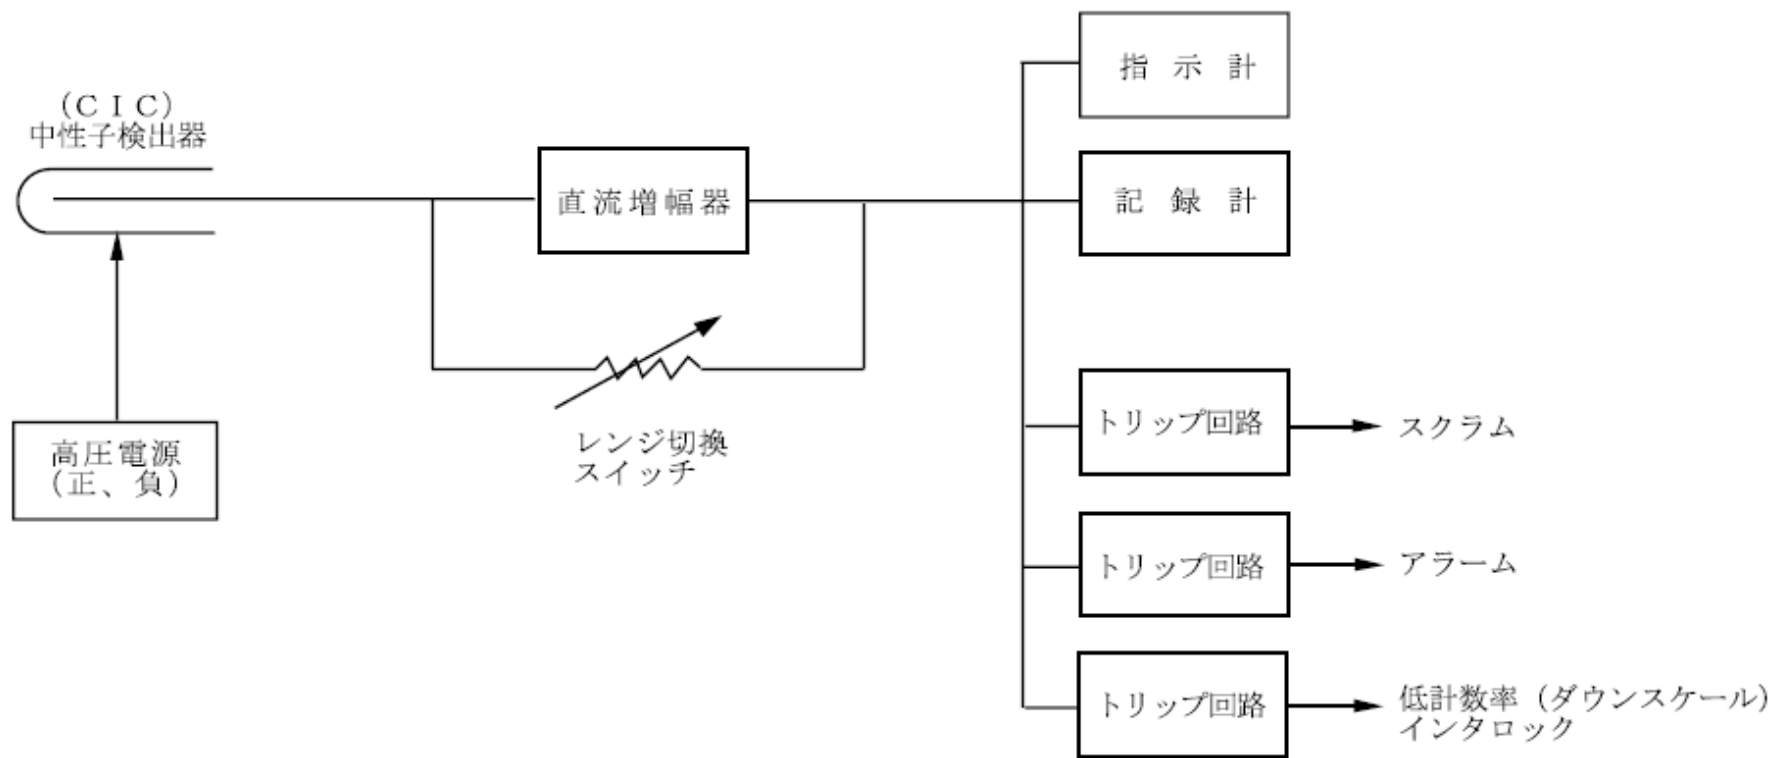 (CIC)
中性子検出器
高圧電源
(正、負)
直流増幅器
レンジ切換
スイッチ
指示計
記録計
トリップ回路
スクラム
トリップ回路
アラーム
トリップ回路
低計数率(ダウンスケール)
インタロック